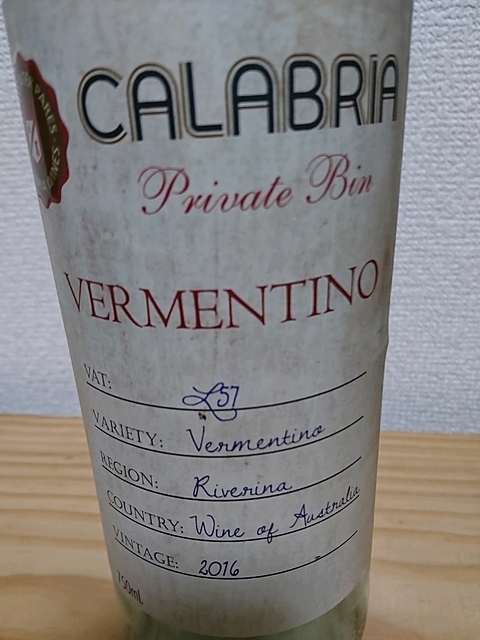 CALABRIA
Private Bin
VERMENTINO
VAT: L57
VARIETY: Vermentino
REGION: Riverina
COUNTRY: Wine of Australia
VINTAGE: 2016
750mL